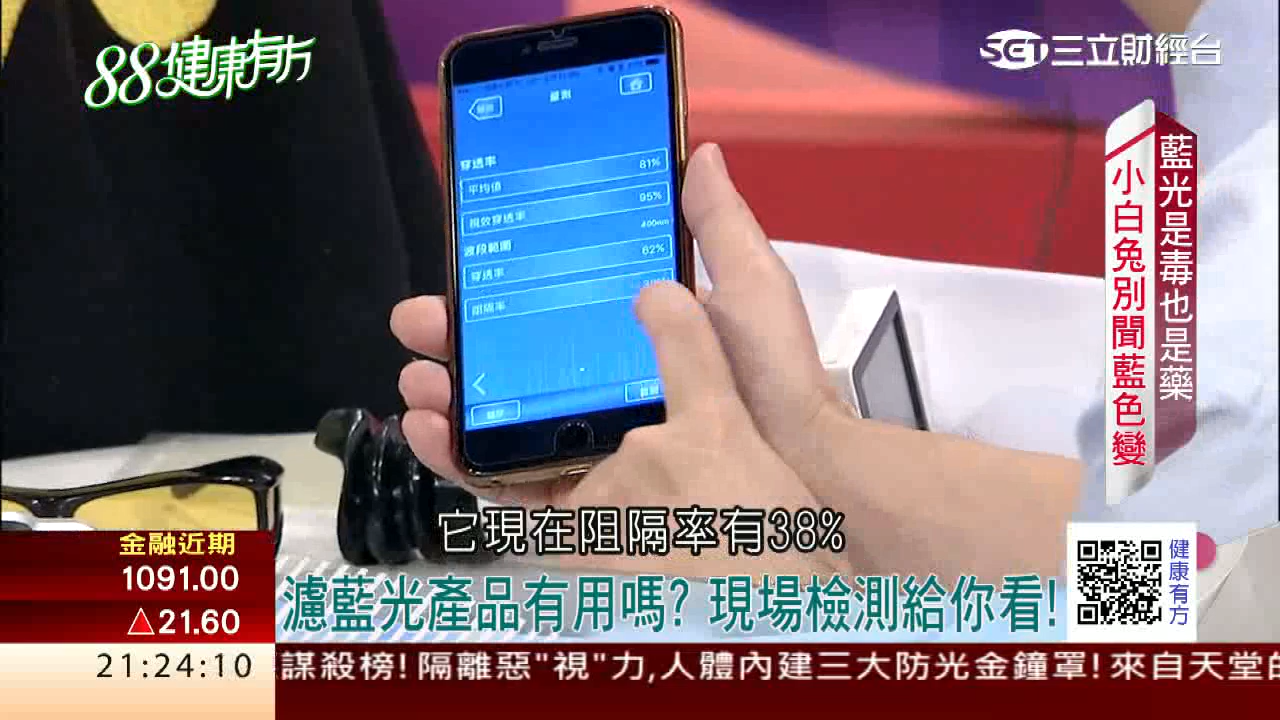 88健康有方
SET三立財經台
藍光是毒也是藥
小白兔別聞藍色變
量測
穿透率
平均值 81%
視效穿透率 95%
波段範圍 400nm
穿透率 62%
阻隔率
它現在阻隔率有38%
濾藍光產品有用嗎? 現場檢測給你看!
健康有方
金融近期
1091.00
△21.60
21:24:10
謀殺榜!隔離惡"視"力,人體內建三大防光金鐘罩!來自天堂的